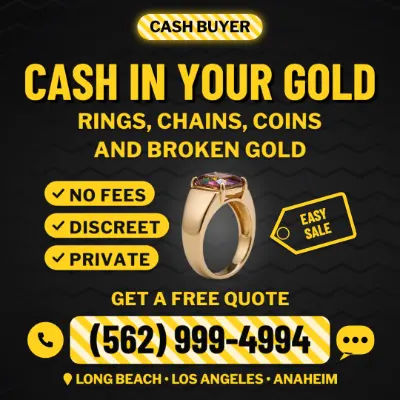 CASH BUYER
CASH IN YOUR GOLD
RINGS, CHAINS, COINS
AND BROKEN GOLD
NO FEES
DISCREET
PRIVATE
EASY
SALE
GET A FREE QUOTE
(562) 999-4994
LONG BEACH • LOS ANGELES • ANAHEIM